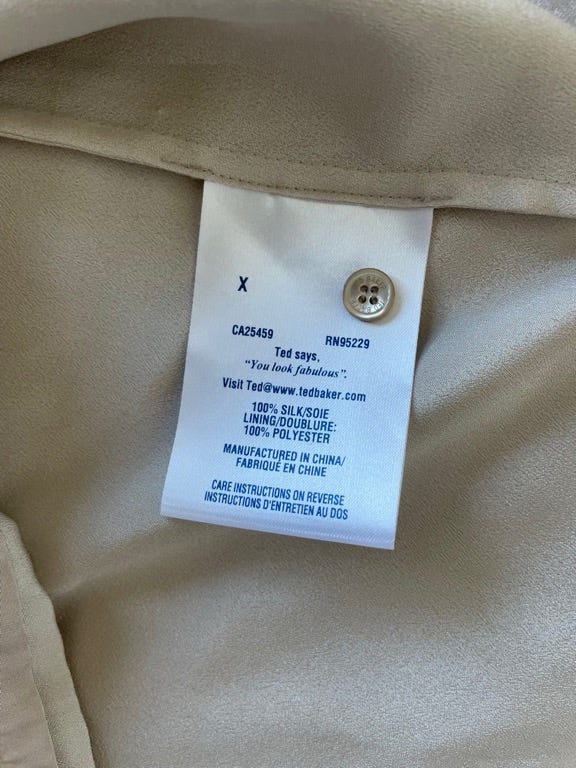 X
CA25459 RN95229
Ted says,
"You look fabulous".
Visit Ted@www.tedbaker.com
100% SILK/SOIE
LINING/DOUBLURE:
100% POLYESTER
MANUFACTURED IN CHINA/
FABRIQUÉ EN CHINE
CARE INSTRUCTIONS ON REVERSE
INSTRUCTIONS D'ENTRETIEN AU DOS